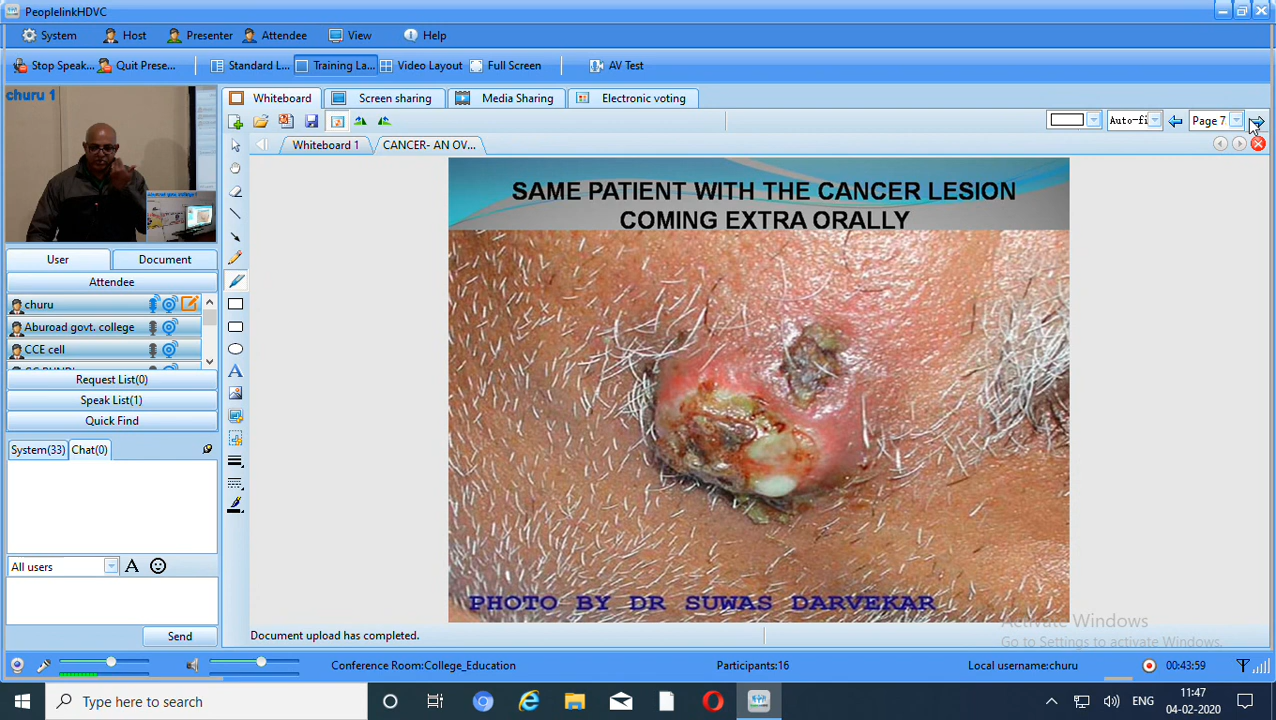 PeoplelinkHDVC
System Host Presenter Attendee View Help
Stop Speak... Quit Prese... Standard L... Training La... Video Layout Full Screen AV Test
churu 1
Whiteboard Screen sharing Media Sharing Electronic voting
Auto-fi Page 7
Whiteboard 1 CANCER- AN OV...
SAME PATIENT WITH THE CANCER LESION
COMING EXTRA ORALLY
User Document
Attendee
churu
Aburoad govt. college
CCE cell
Request List(0)
Speak List(1)
Quick Find
System(33) Chat(0)
All users A
Send
PHOTO BY DR SUWAS DARVEKAR
Activate Windows
Go to Settings to activate Windows.
Document upload has completed.
Conference Room:College_Education Participants:16 Local username:churu 00:43:59
Type here to search
ENG 11:47
04-02-2020